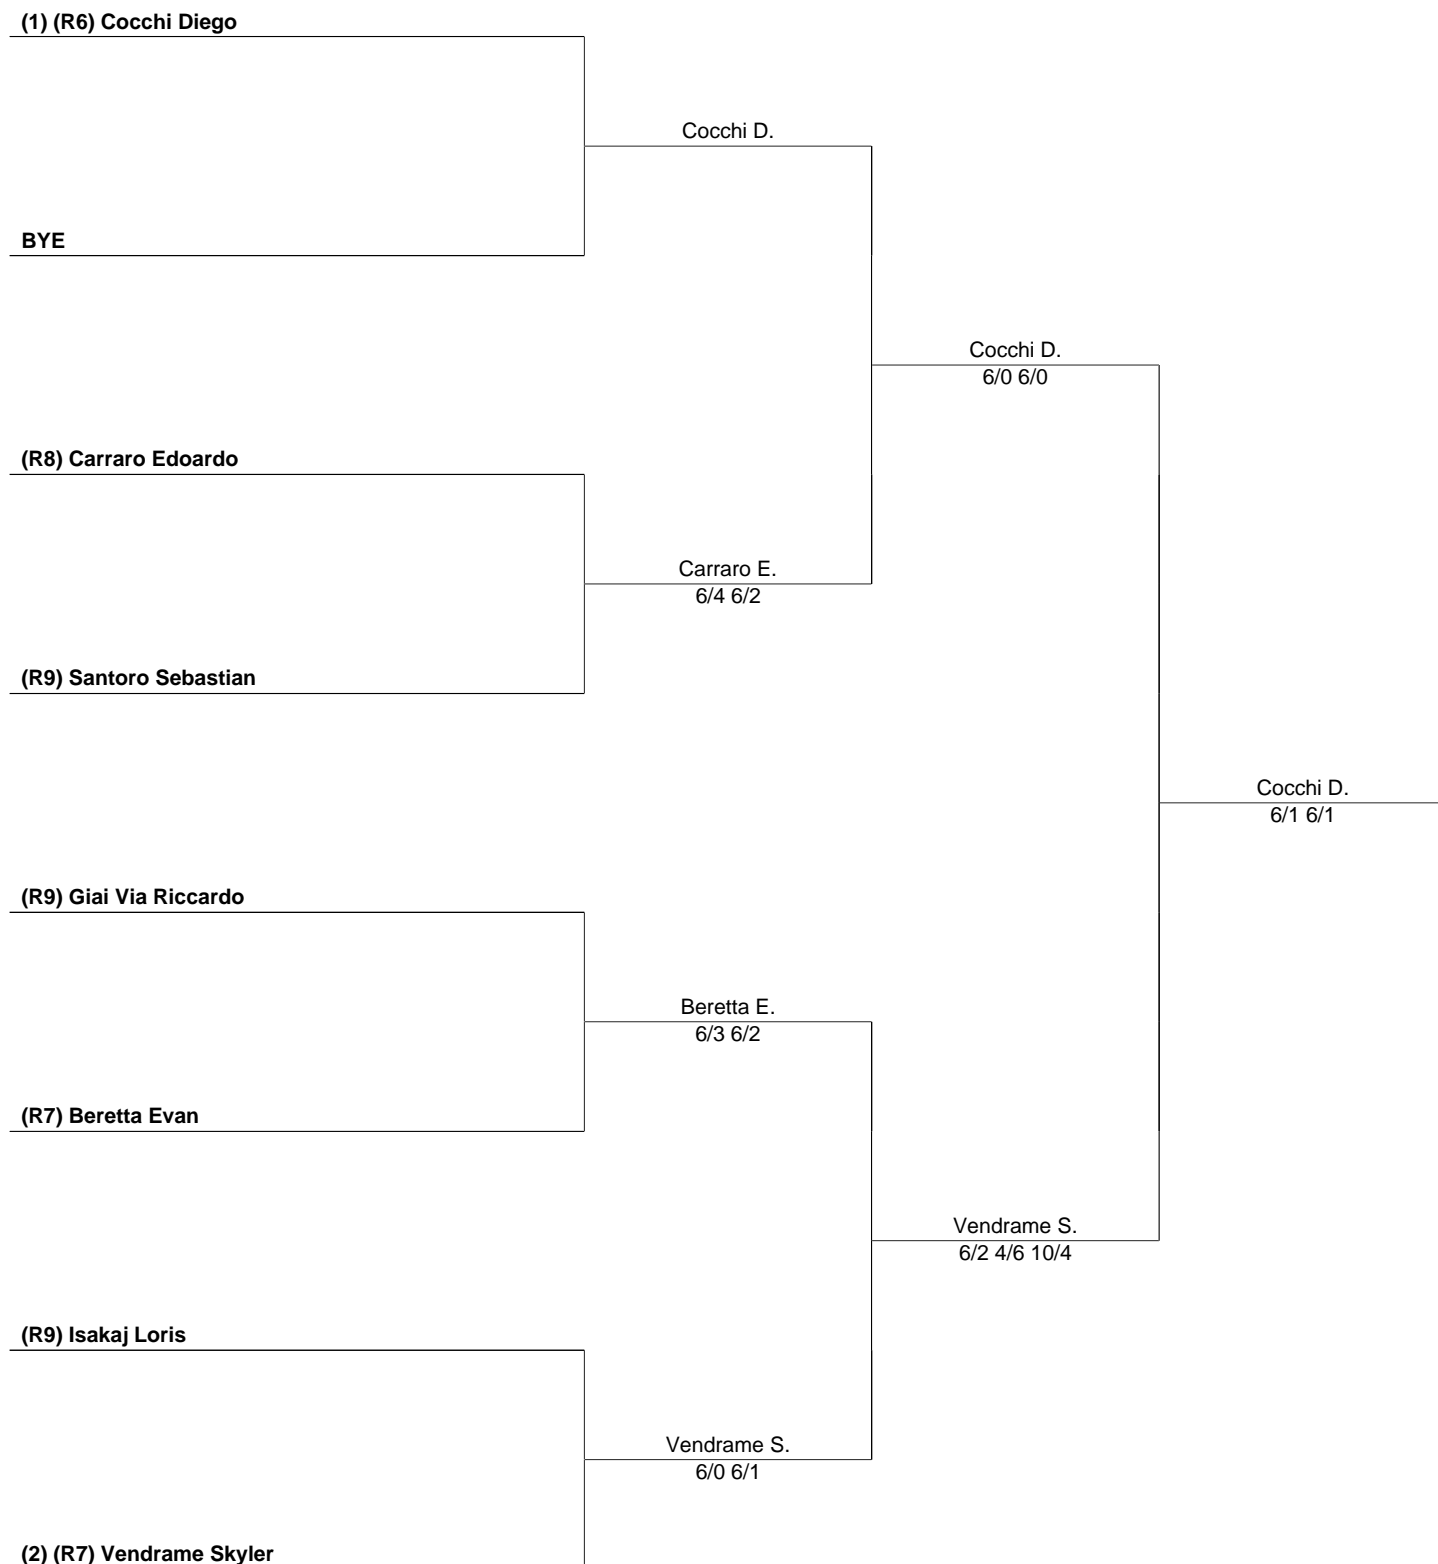 (1) (R6) Cocchi Diego
Cocchi D.
BYE
Cocchi D.
6/0 6/0
(R8) Carraro Edoardo
Carraro E.
6/4 6/2
(R9) Santoro Sebastian
Cocchi D.
6/1 6/1
(R9) Giai Via Riccardo
Beretta E.
6/3 6/2
(R7) Beretta Evan
Vendrame S.
6/2 4/6 10/4
(R9) Isakaj Loris
Vendrame S.
6/0 6/1
(2) (R7) Vendrame Skyler